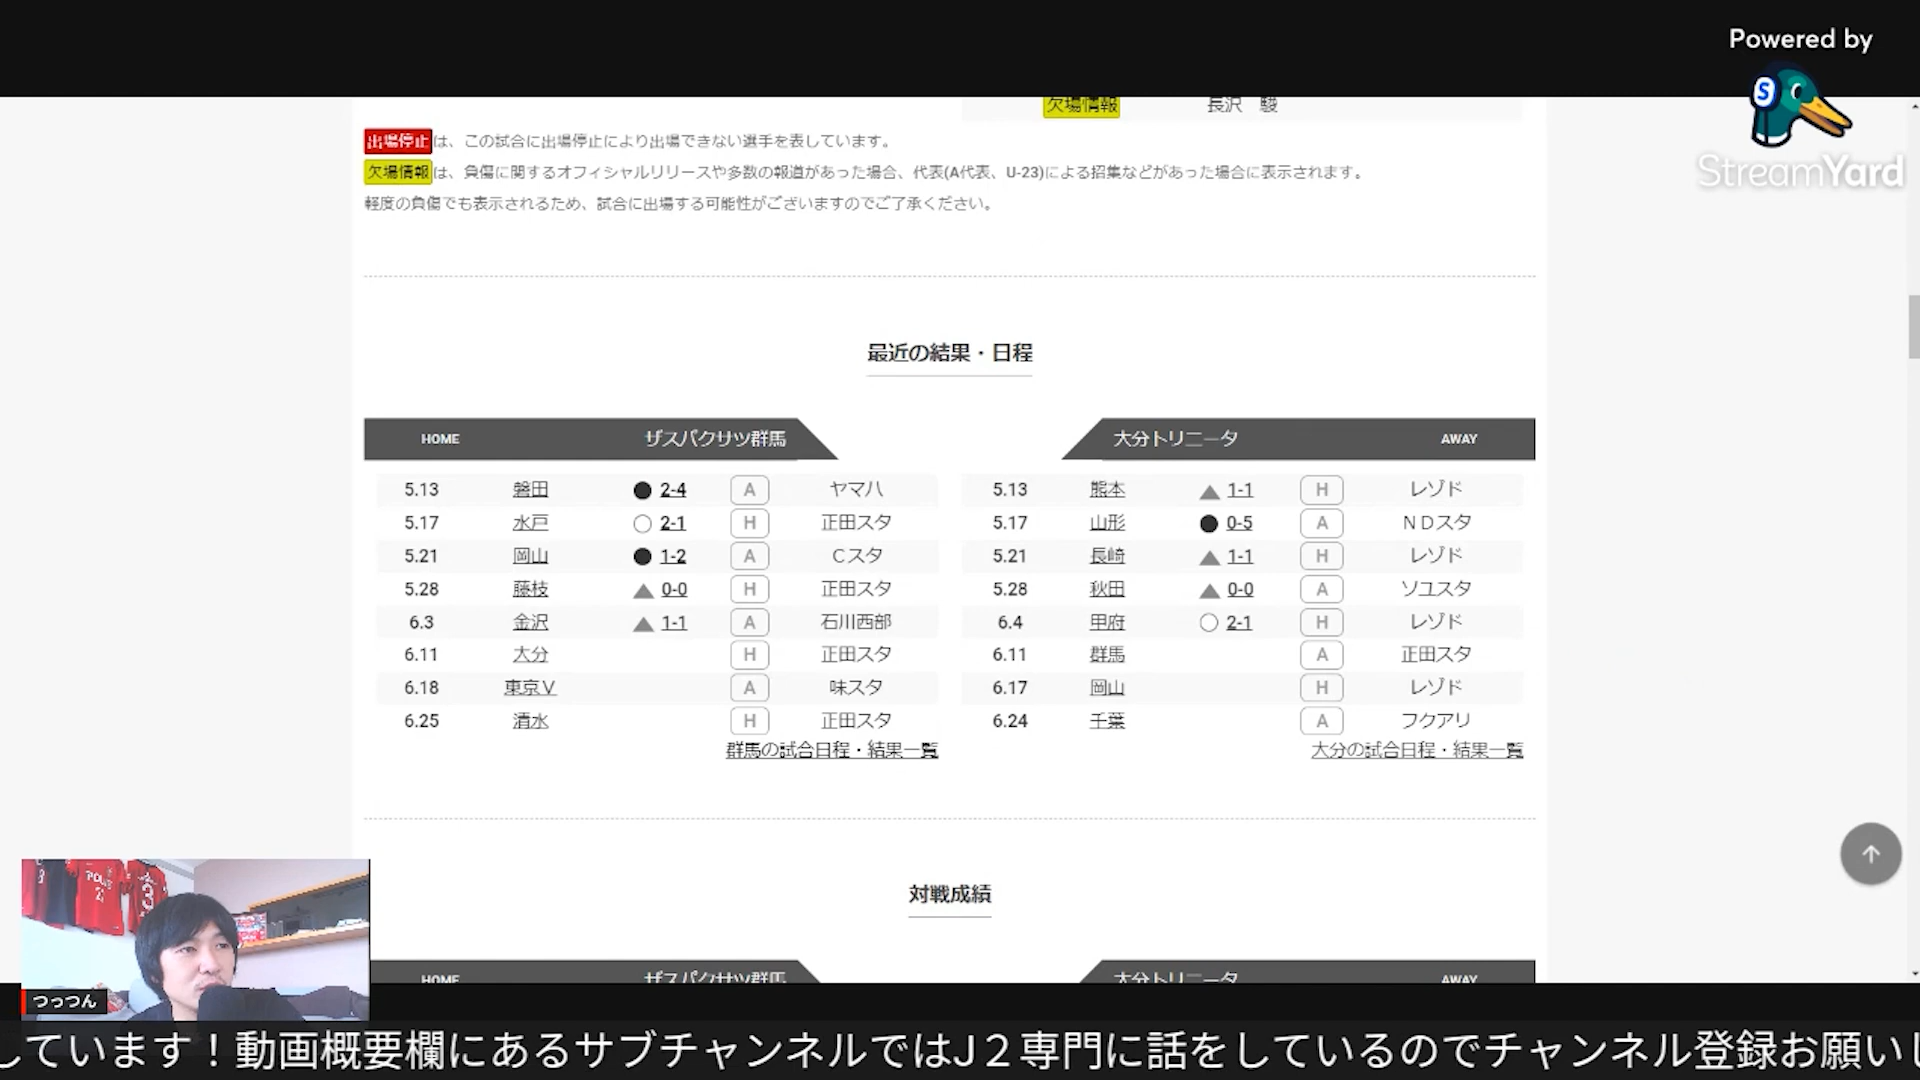 Powered by
StreamYard
欠場情報 長沢 駿
出場停止は、この試合に出場停止により出場できない選手を表しています。
欠場情報は、負傷に関するオフィシャルリリースや多数の報道があった場合、代表(A代表、U-23)による招集などがあった場合に表示されます。
軽度の負傷でも表示されるため、試合に出場する可能性がございますのでご了承ください。
最近の結果・日程
HOME ザスパクサツ群馬
5.13 磐田 ● 2-4 A ヤマハ
5.17 水戸 ○ 2-1 H 正田スタ
5.21 岡山 ● 1-2 A Cスタ
5.28 藤枝 ▲ 0-0 H 正田スタ
6.3 金沢 ▲ 1-1 A 石川西部
6.11 大分 H 正田スタ
6.18 東京V A 味スタ
6.25 清水 H 正田スタ
群馬の試合日程・結果一覧
大分トリニータ AWAY
5.13 熊本 ▲ 1-1 H レゾド
5.17 山形 ● 0-5 A NDスタ
5.21 長崎 ▲ 1-1 H レゾド
5.28 秋田 ▲ 0-0 A ソユスタ
6.4 甲府 ○ 2-1 H レゾド
6.11 群馬 A 正田スタ
6.17 岡山 H レゾド
6.24 千葉 A フクアリ
大分の試合日程・結果一覧
対戦成績
HOME ザスパクサツ群馬 大分トリニータ AWAY
つっつん
しています！動画概要欄にあるサブチャンネルではJ２専門に話をしているのでチャンネル登録お願いし